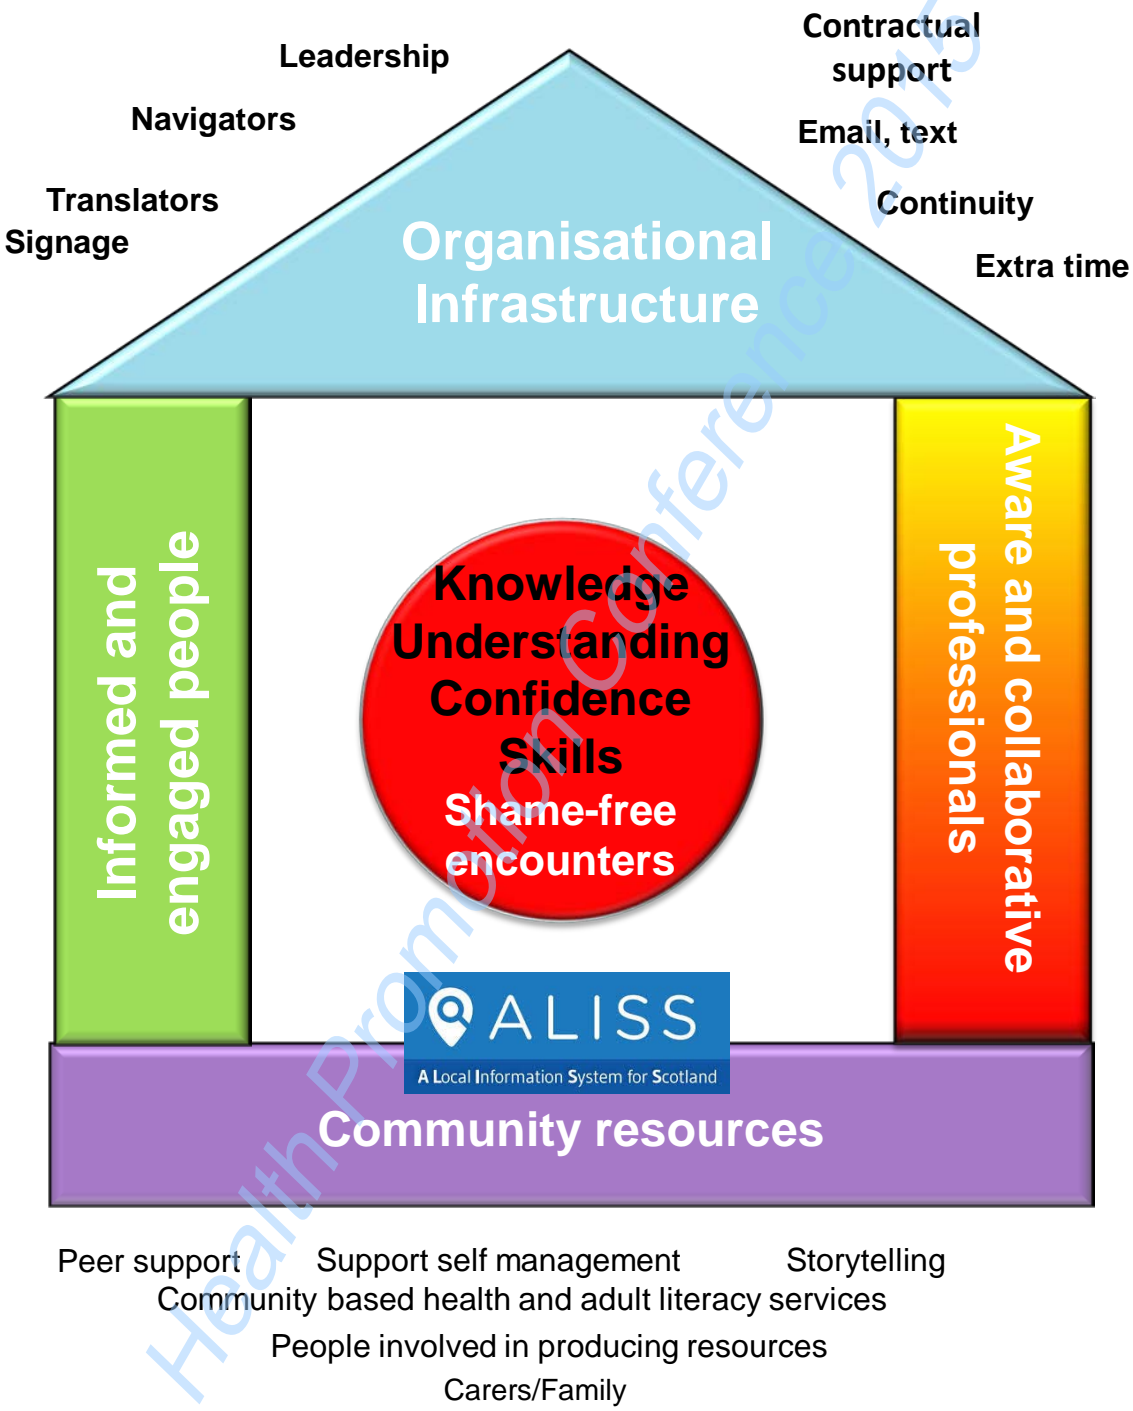 Leadership
Navigators
Translators
Signage
Contractual
support
Email, text
Continuity
Extra time
Organisational
Infrastructure
Informed and
engaged people
Knowledge
Understanding
Confidence
Skills
Shame-free
encounters
Aware and collaborative
professionals
ALISS
A Local Information System for Scotland
Community resources
Peer support
Support self management
Storytelling
Community based health and adult literacy services
People involved in producing resources
Carers/Family
Health Promotion Conference 2015